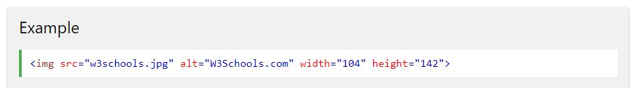 Example
<img src="w3schools.jpg" alt="W3Schools.com" width="104" height="142">